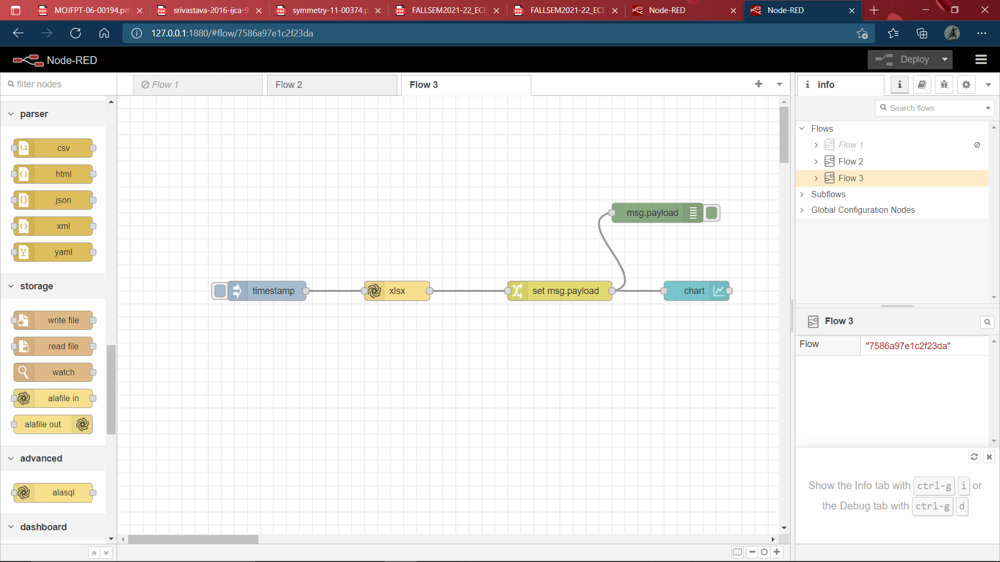 MOJFPT-06-00194.pd
srivastava-2016-ijca-9
symmetry-11-00374.p
FALLSEM2021-22_ECE
FALLSEM2021-22_ECE
Node-RED
Node-RED
127.0.0.1:1880/#flow/7586a97e1c2f23da
Node-RED
Deploy
filter nodes
Flow 1
Flow 2
Flow 3
info
Search flows
parser
csv
html
json
xml
yaml
storage
write file
read file
watch
alafile in
alafile out
advanced
alasql
dashboard
timestamp
xlsx
set msg.payload
msg.payload
chart
Flows
Flow 1
Flow 2
Flow 3
Subflows
Global Configuration Nodes
Flow 3
Flow
"7586a97e1c2f23da"
Show the Info tab with ctrl-g i or
the Debug tab with ctrl-g d